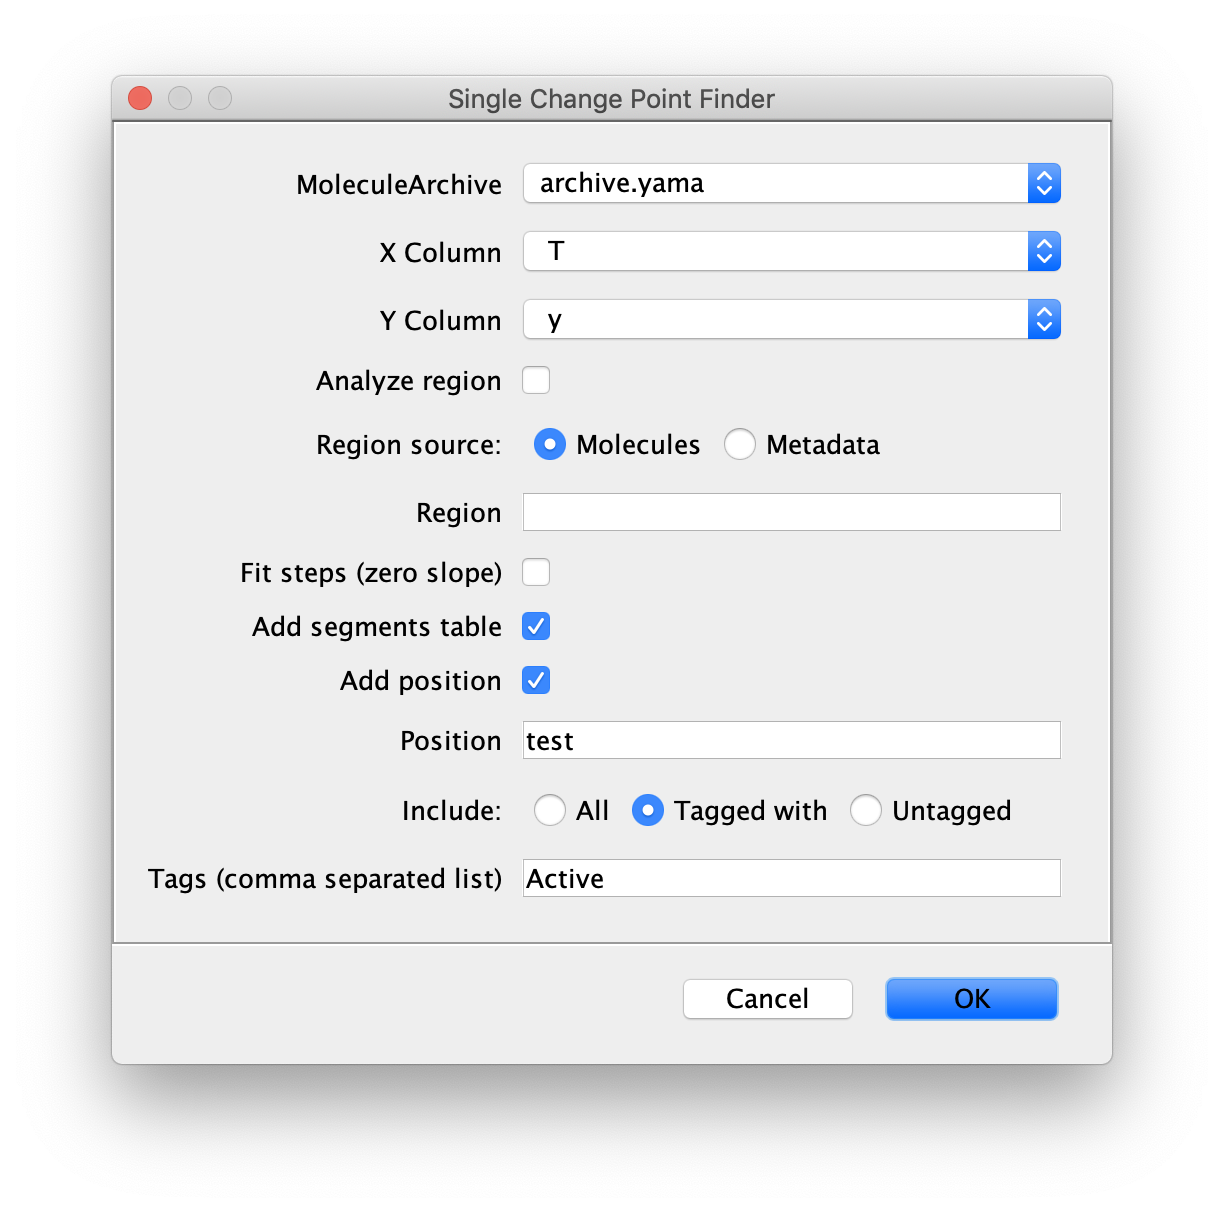 Single Change Point Finder
MoleculeArchive archive.yama
X Column T
Y Column y
Analyze region
Region source: Molecules Metadata
Region
Fit steps (zero slope)
Add segments table
Add position
Position test
Include: All Tagged with Untagged
Tags (comma separated list) Active
Cancel OK